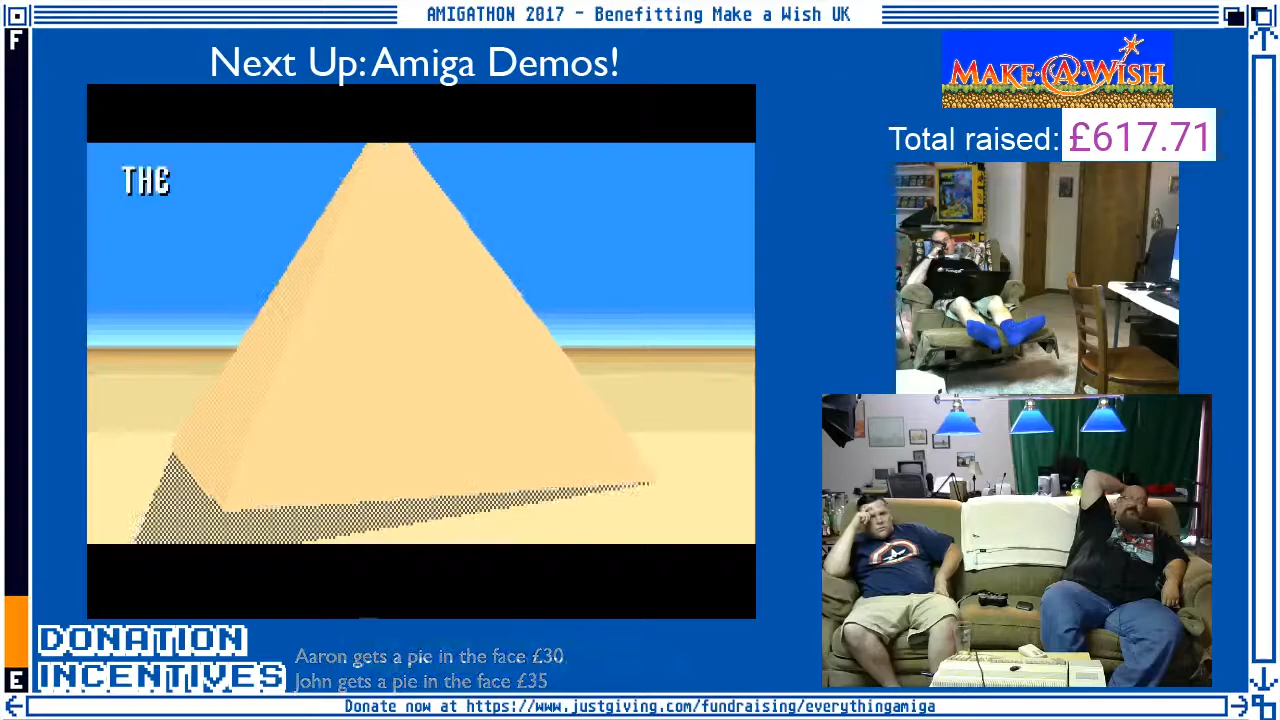 AMIGATHON 2017 - Benefitting Make a Wish UK
F
Next Up: Amiga Demos!
MAKE-A-WISH
Total raised: £617.71
THE
DONATION
INCENTIVES
Aaron gets a pie in the face £30
John gets a pie in the face £35
E
Donate now at https://www.justgiving.com/fundraising/everythingamiga